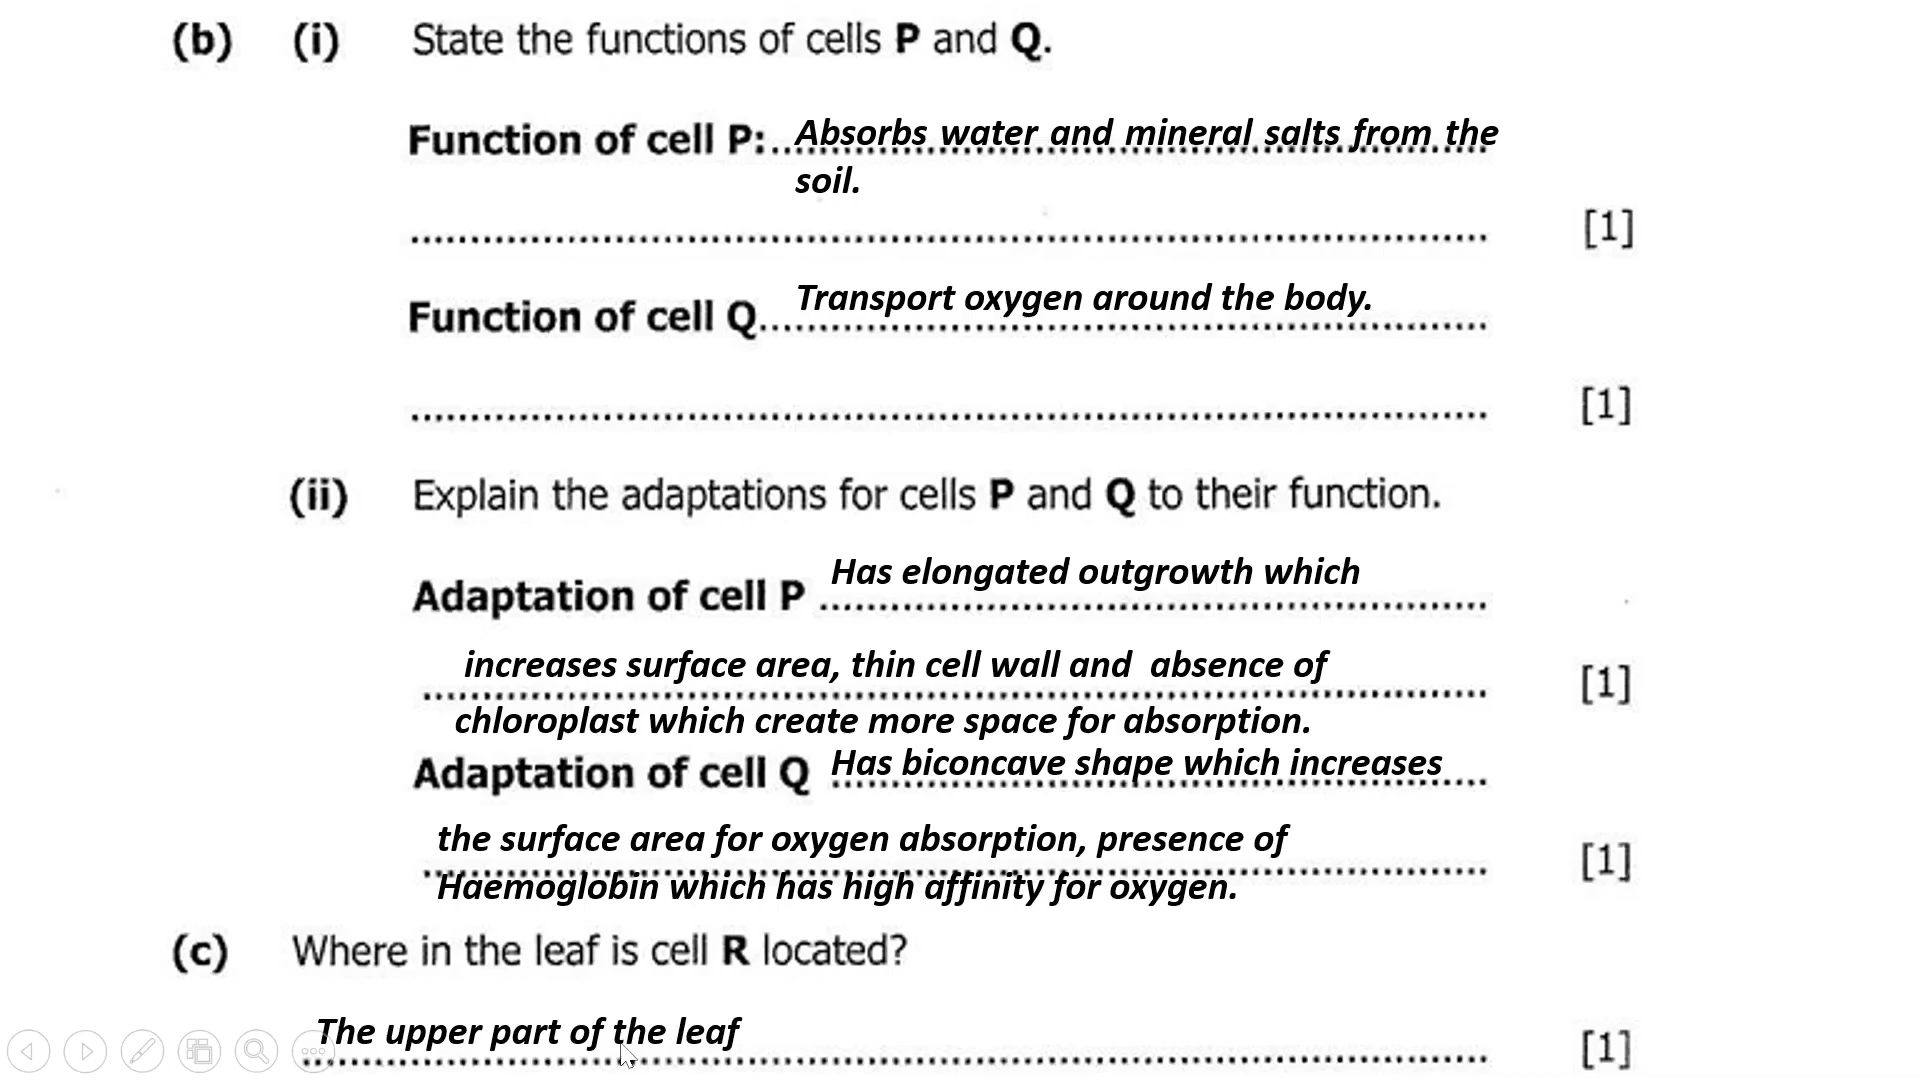 (b) (i) State the functions of cells P and Q.
Function of cell P:.......Absorbs water and mineral salts from the
soil.
.......................................................... [1]
Function of cell Q.......Transport oxygen around the body.
.......................................................... [1]
(ii) Explain the adaptations for cells P and Q to their function.
Adaptation of cell P .......Has elongated outgrowth which
increases surface area, thin cell wall and absence of
.......................................................... [1]
chloroplast which create more space for absorption.
Adaptation of cell Q .......Has biconcave shape which increases
the surface area for oxygen absorption, presence of
.......................................................... [1]
Haemoglobin which has high affinity for oxygen.
(c) Where in the leaf is cell R located?
The upper part of the leaf
.......................................................... [1]